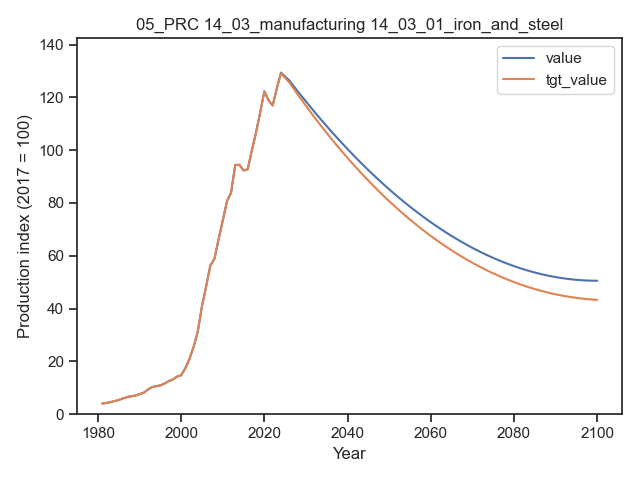 05_PRC 14_03_manufacturing 14_03_01_iron_and_steel
value
tgt_value
Production index (2017 = 100)
140
120
100
80
60
40
20
0
1980 2000 2020 2040 2060 2080 2100
Year